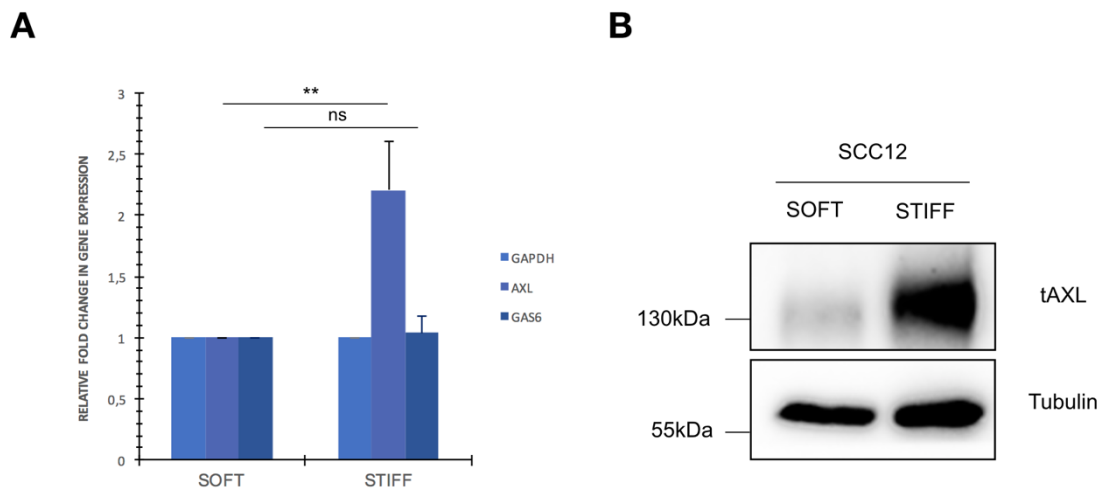 A
RELATIVE FOLD CHANGE IN GENE EXPRESSION
3
2,5
2
1,5
1
0,5
0
**
ns
SOFT
STIFF
GAPDH
AXL
GAS6
B
SCC12
SOFT STIFF
130kDa
tAXL
55kDa
Tubulin